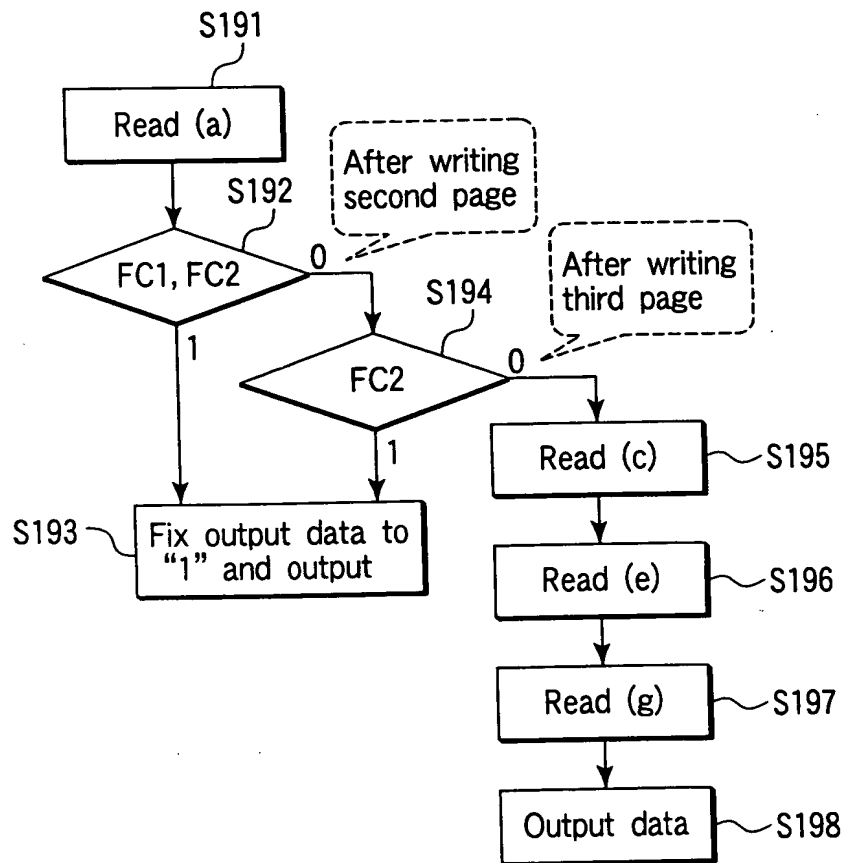 S191
Read (a)
After writing
second page
S192
FC1, FC2
0
1
After writing
third page
S194
FC2
0
1
Read (c)
S195
S193
Fix output data to
“1” and output
Read (e)
S196
Read (g)
S197
Output data
S198